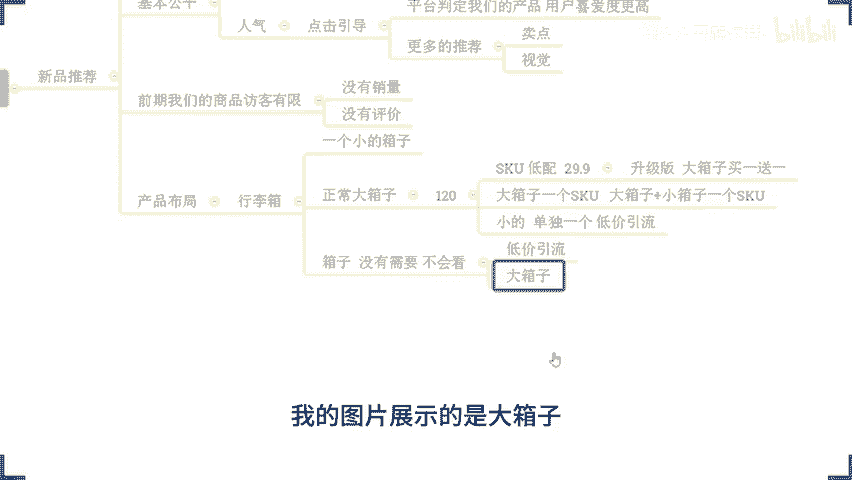 基本公平
平台判定我们的产品 用户喜爱度更高
人气 点击引导
卖点
更多的推荐
视觉
新品推荐
没有销量
前期我们的商品访客有限
没有评价
一个小的箱子
SKU 低配 29.9 升级版 大箱子买一送一
正常大箱子 120
大箱子一个SKU 大箱子+小箱子一个SKU
产品布局 行李箱
小的 单独一个 低价引流
低价引流
箱子 没有需要 不会看
大箱子
我的图片展示的是大箱子
bilibili